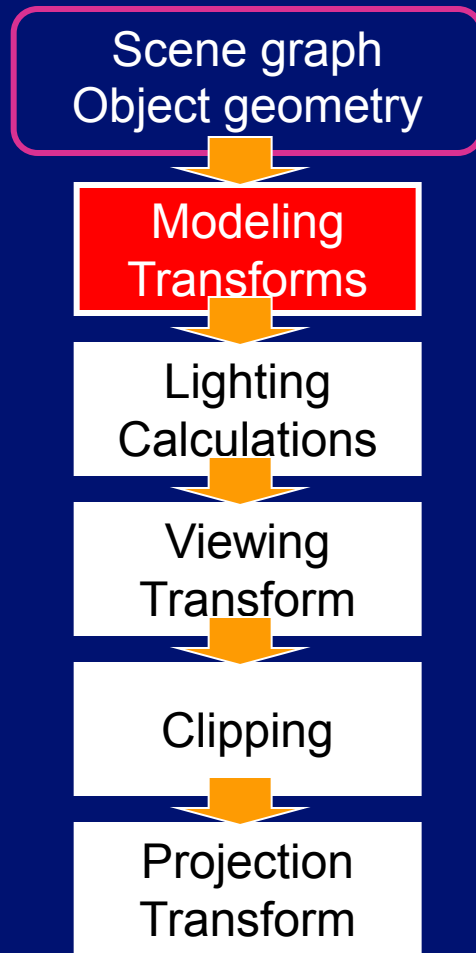 Scene graph
Object geometry
Modeling
Transforms
Lighting
Calculations
Viewing
Transform
Clipping
Projection
Transform